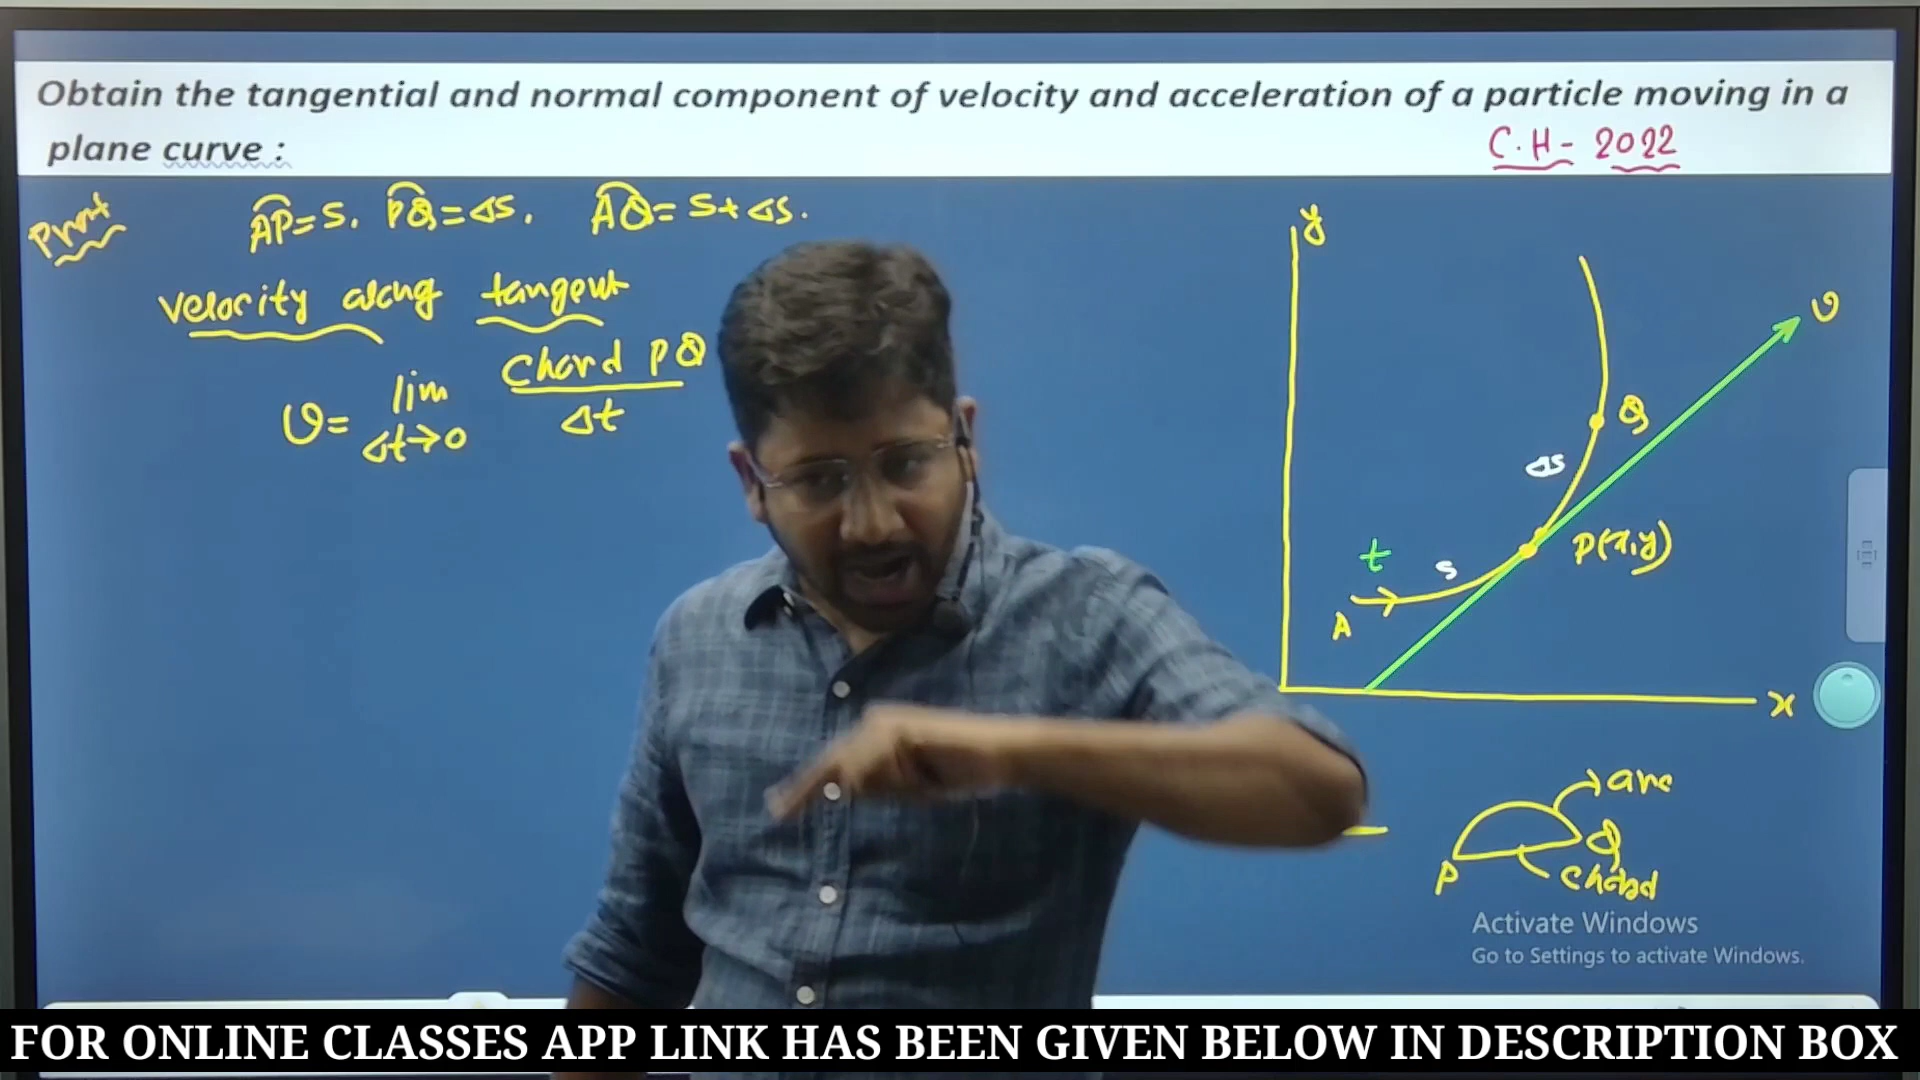 Obtain the tangential and normal component of velocity and acceleration of a particle moving in a
plane curve :
C.H- 2022
AP=S. PQ=ΔS. AQ=S+ΔS.
Velocity along tangent
v= lim Δt→0 Chord PQ / Δt
y
v
Q
Δs
t
s
P(x,y)
A
x
arc
P
Q
Chord
Activate Windows
Go to Settings to activate Windows.
FOR ONLINE CLASSES APP LINK HAS BEEN GIVEN BELOW IN DESCRIPTION BOX